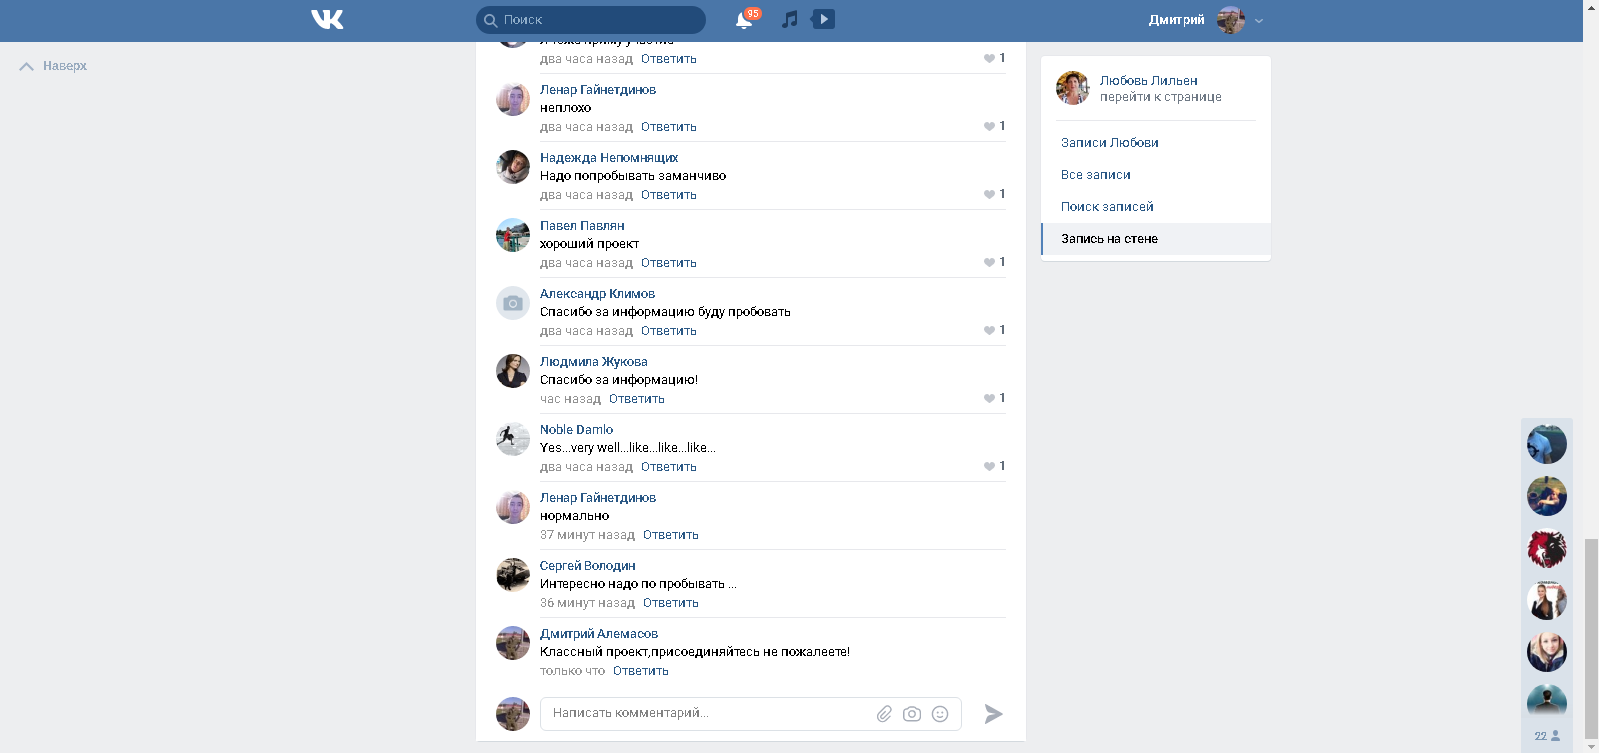 VK
Поиск
95
Дмитрий
Наверх
два часа назад Ответить 1
Ленар Гайнетдинов
неплохо
два часа назад Ответить 1
Надежда Непомнящих
Надо попробывать заманчиво
два часа назад Ответить 1
Павел Павлян
хороший проект
два часа назад Ответить 1
Александр Климов
Спасибо за информацию буду пробовать
два часа назад Ответить 1
Людмила Жукова
Спасибо за информацию!
час назад Ответить 1
Noble Damlo
Yes...very well...like...like...like...
два часа назад Ответить 1
Ленар Гайнетдинов
нормально
37 минут назад Ответить
Сергей Володин
Интересно надо по пробывать ...
36 минут назад Ответить
Дмитрий Алемасов
Классный проект,присоединяйтесь не пожалеете!
только что Ответить
Написать комментарий...
Любовь Лильен
перейти к странице
Записи Любови
Все записи
Поиск записей
Запись на стене
22